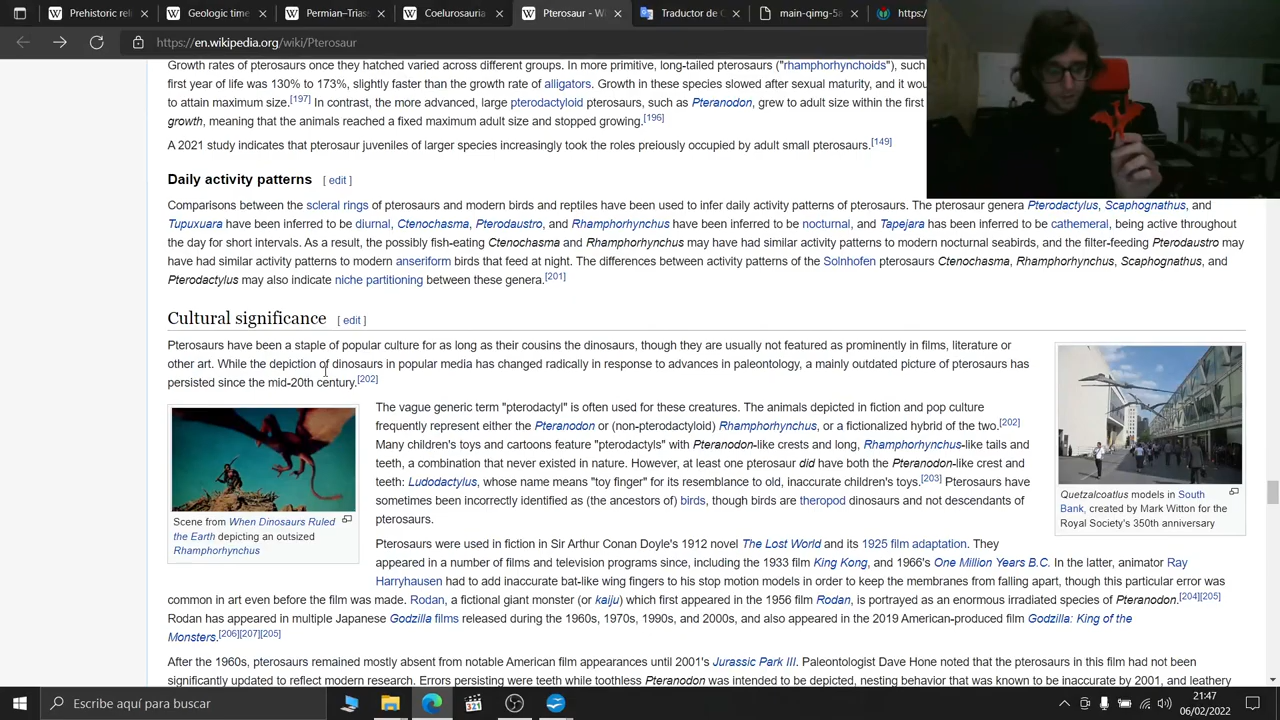 Wikipedia: Printe
Geologic time
Permian–Trias
Coelurosauria
Pterosaur - Wi
Traductor de G
main-qimg-5a
https:/
https://en.wikipedia.org/wiki/Pterosaur
Growth rates of pterosaurs once they hatched varied across different groups. In more primitive, long-tailed pterosaurs ("rhamphorhynchoids"), such
first year of life was 130% to 173%, slightly faster than the growth rate of alligators. Growth in these species slowed after sexual maturity, and it wou
to attain maximum size.[197] In contrast, the more advanced, large pterodactyloid pterosaurs, such as Pteranodon, grew to adult size within the first
growth, meaning that the animals reached a fixed maximum adult size and stopped growing.[196]
A 2021 study indicates that pterosaur juveniles of larger species increasingly took the roles preiously occupied by adult small pterosaurs.[149]
Daily activity patterns [ edit ]
Comparisons between the scleral rings of pterosaurs and modern birds and reptiles have been used to infer daily activity patterns of pterosaurs. The pterosaur genera Pterodactylus, Scaphognathus, and
Tupuxuara have been inferred to be diurnal, Ctenochasma, Pterodaustro, and Rhamphorhynchus have been inferred to be nocturnal, and Tapejara has been inferred to be cathemeral, being active throughout
the day for short intervals. As a result, the possibly fish-eating Ctenochasma and Rhamphorhynchus may have had similar activity patterns to modern nocturnal seabirds, and the filter-feeding Pterodaustro may
have had similar activity patterns to modern anseriform birds that feed at night. The differences between activity patterns of the Solnhofen pterosaurs Ctenochasma, Rhamphorhynchus, Scaphognathus, and
Pterodactylus may also indicate niche partitioning between these genera.[201]
Cultural significance [ edit ]
Pterosaurs have been a staple of popular culture for as long as their cousins the dinosaurs, though they are usually not featured as prominently in films, literature or
other art. While the depiction of dinosaurs in popular media has changed radically in response to advances in paleontology, a mainly outdated picture of pterosaurs has
persisted since the mid-20th century.[202]
The vague generic term "pterodactyl" is often used for these creatures. The animals depicted in fiction and pop culture
frequently represent either the Pteranodon or (non-pterodactyloid) Rhamphorhynchus, or a fictionalized hybrid of the two.[202]
Many children's toys and cartoons feature "pterodactyls" with Pteranodon-like crests and long, Rhamphorhynchus-like tails and
teeth, a combination that never existed in nature. However, at least one pterosaur did have both the Pteranodon-like crest and
teeth: Ludodactylus, whose name means "toy finger" for its resemblance to old, inaccurate children's toys.[203] Pterosaurs have
sometimes been incorrectly identified as (the ancestors of) birds, though birds are theropod dinosaurs and not descendants of
pterosaurs.
Scene from When Dinosaurs Ruled
the Earth depicting an outsized
Rhamphorhynchus
Quetzalcoatlus models in South
Bank, created by Mark Witton for the
Royal Society's 350th anniversary
Pterosaurs were used in fiction in Sir Arthur Conan Doyle's 1912 novel The Lost World and its 1925 film adaptation. They
appeared in a number of films and television programs since, including the 1933 film King Kong, and 1966's One Million Years B.C. In the latter, animator Ray
Harryhausen had to add inaccurate bat-like wing fingers to his stop motion models in order to keep the membranes from falling apart, though this particular error was
common in art even before the film was made. Rodan, a fictional giant monster (or kaiju) which first appeared in the 1956 film Rodan, is portrayed as an enormous irradiated species of Pteranodon.[204][205]
Rodan has appeared in multiple Japanese Godzilla films released during the 1960s, 1970s, 1990s, and 2000s, and also appeared in the 2019 American-produced film Godzilla: King of the
Monsters.[206][207][205]
After the 1960s, pterosaurs remained mostly absent from notable American film appearances until 2001's Jurassic Park III. Paleontologist Dave Hone noted that the pterosaurs in this film had not been
significantly updated to reflect modern research. Errors persisting were teeth while toothless Pteranodon was intended to be depicted, nesting behavior that was known to be inaccurate by 2001, and leathery
Escribe aquí para buscar
321
21:47
06/02/2022